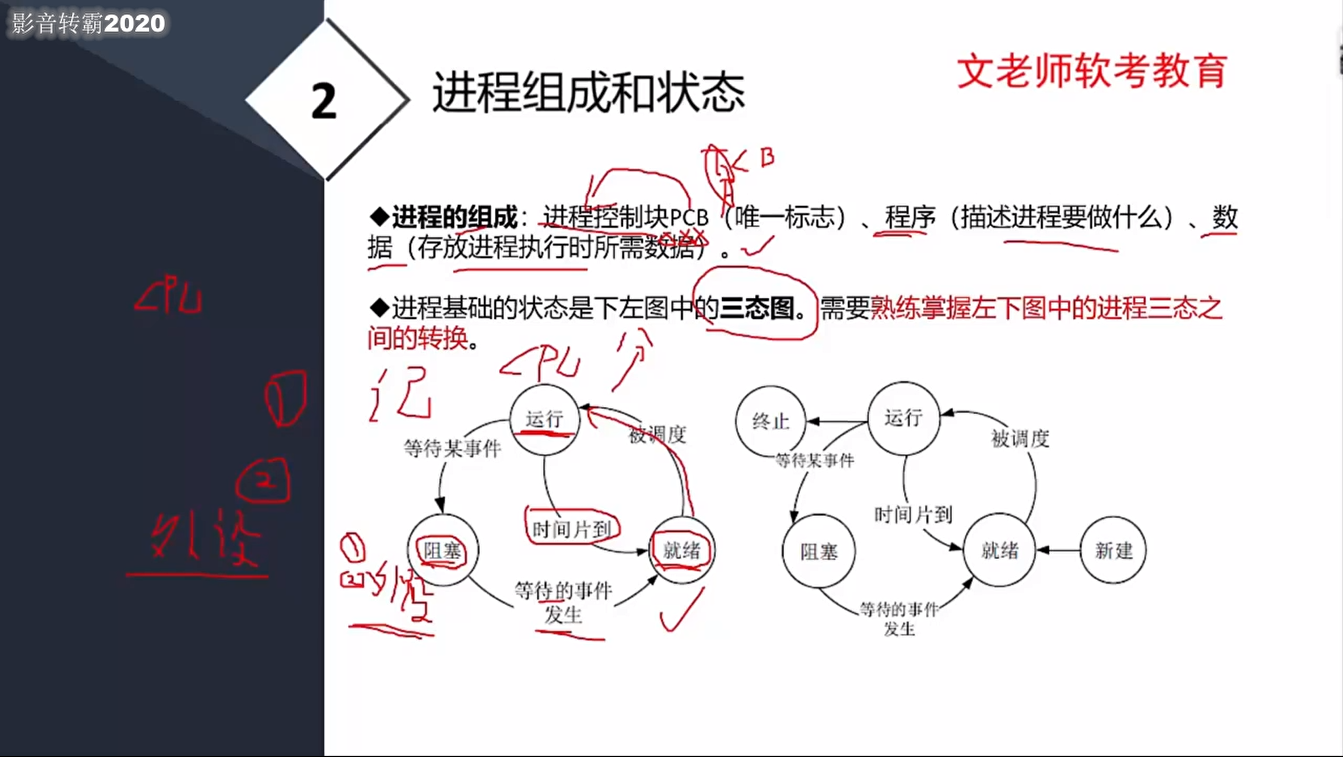 影音转霸2020
2
进程组成和状态
文老师软考教育
◆进程的组成：进程控制块PCB（唯一标志）、程序（描述进程要做什么）、数
据（存放进程执行时所需数据）。
◆进程基础的状态是下左图中的三态图。需要熟练掌握左下图中的进程三态之
间的转换。
CPU
CPU
记
①
②
外设
运行
等待某事件
被调度
时间片到
①
阻塞
就绪
等待的事件
发生
终止
运行
等待某事件
被调度
时间片到
阻塞
就绪
新建
等待的事件
发生